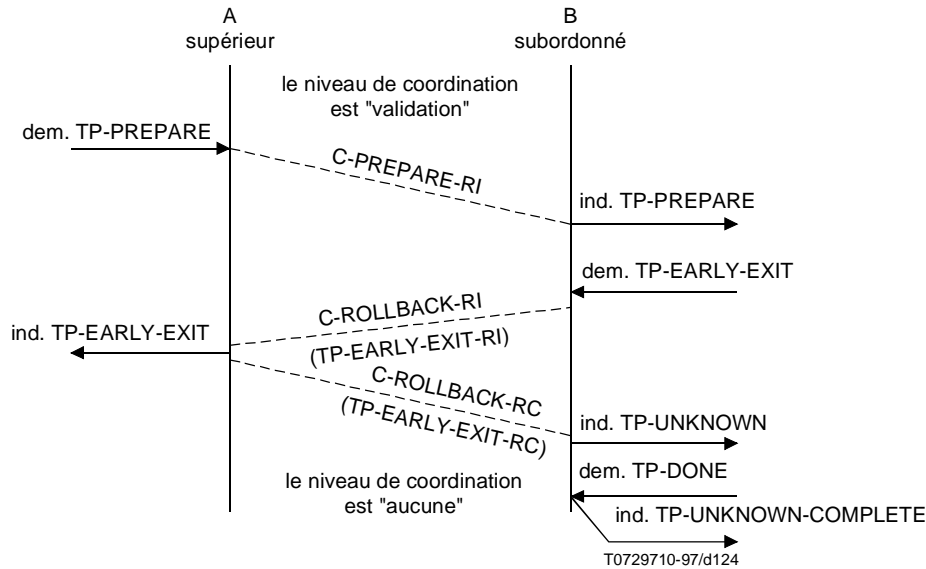 A
supérieur
B
subordonné
le niveau de coordination
est "validation"
dem. TP-PREPARE
C-PREPARE-RI
ind. TP-PREPARE
dem. TP-EARLY-EXIT
C-ROLLBACK-RI
ind. TP-EARLY-EXIT
(TP-EARLY-EXIT-RI)
C-ROLLBACK-RC
(TP-EARLY-EXIT-RC)
ind. TP-UNKNOWN
dem. TP-DONE
le niveau de coordination
est "aucune"
ind. TP-UNKNOWN-COMPLETE
T0729710-97/d124